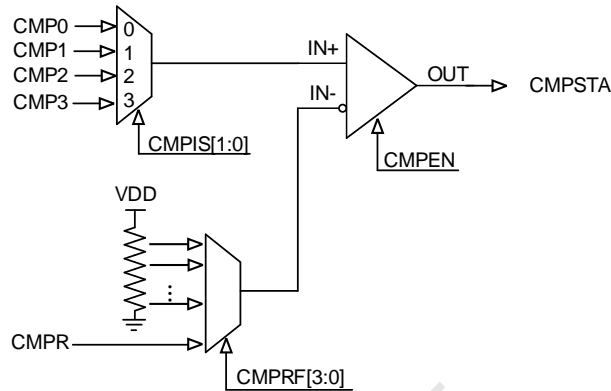 CMP0
CMP1
CMP2
CMP3
0
1
2
3
CMPIS[1:0]
IN+
IN-
OUT
CMPSTA
CMPEN
VDD
...
CMPR
CMPRF[3:0]